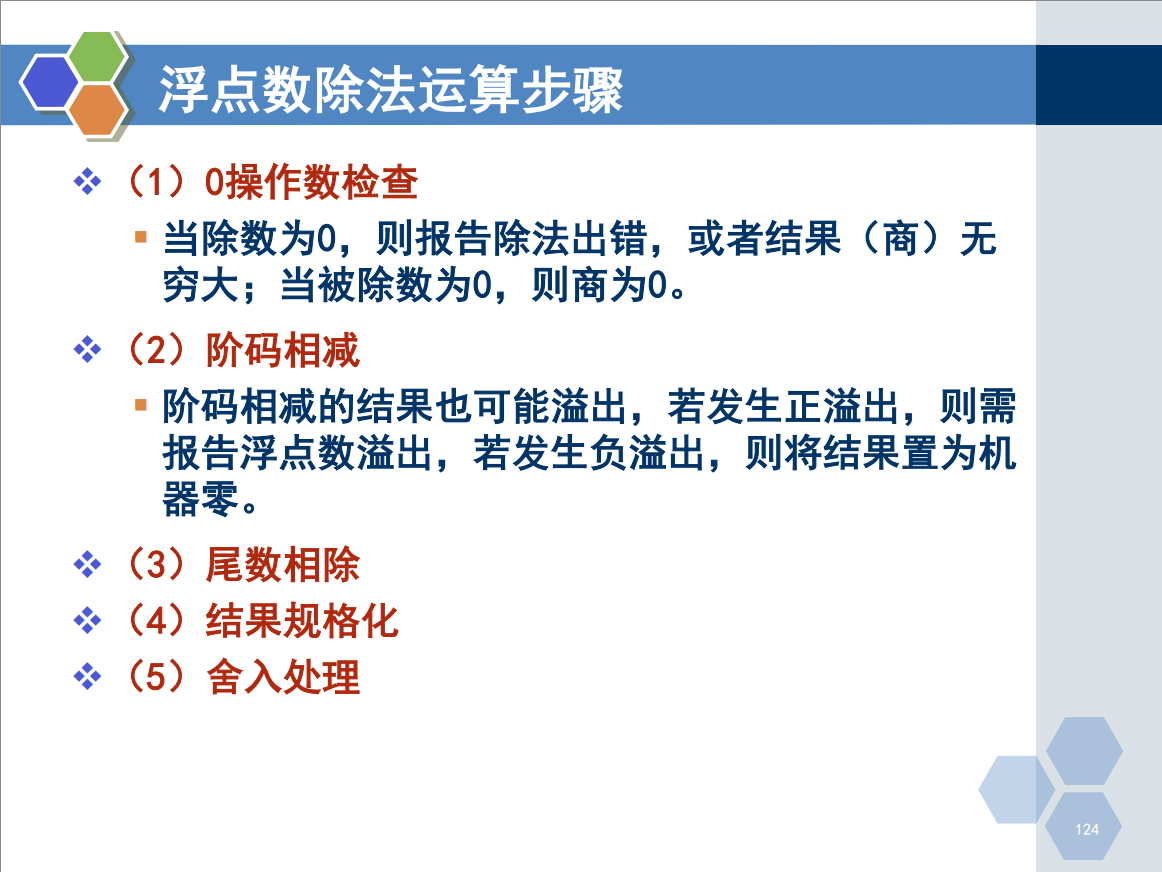 浮点数除法运算步骤
（1）0操作数检查
当除数为0，则报告除法出错，或者结果（商）无
穷大；当被除数为0，则商为0。
（2）阶码相减
阶码相减的结果也可能溢出，若发生正溢出，则需
报告浮点数溢出，若发生负溢出，则将结果置为机
器零。
（3）尾数相除
（4）结果规格化
（5）舍入处理
124